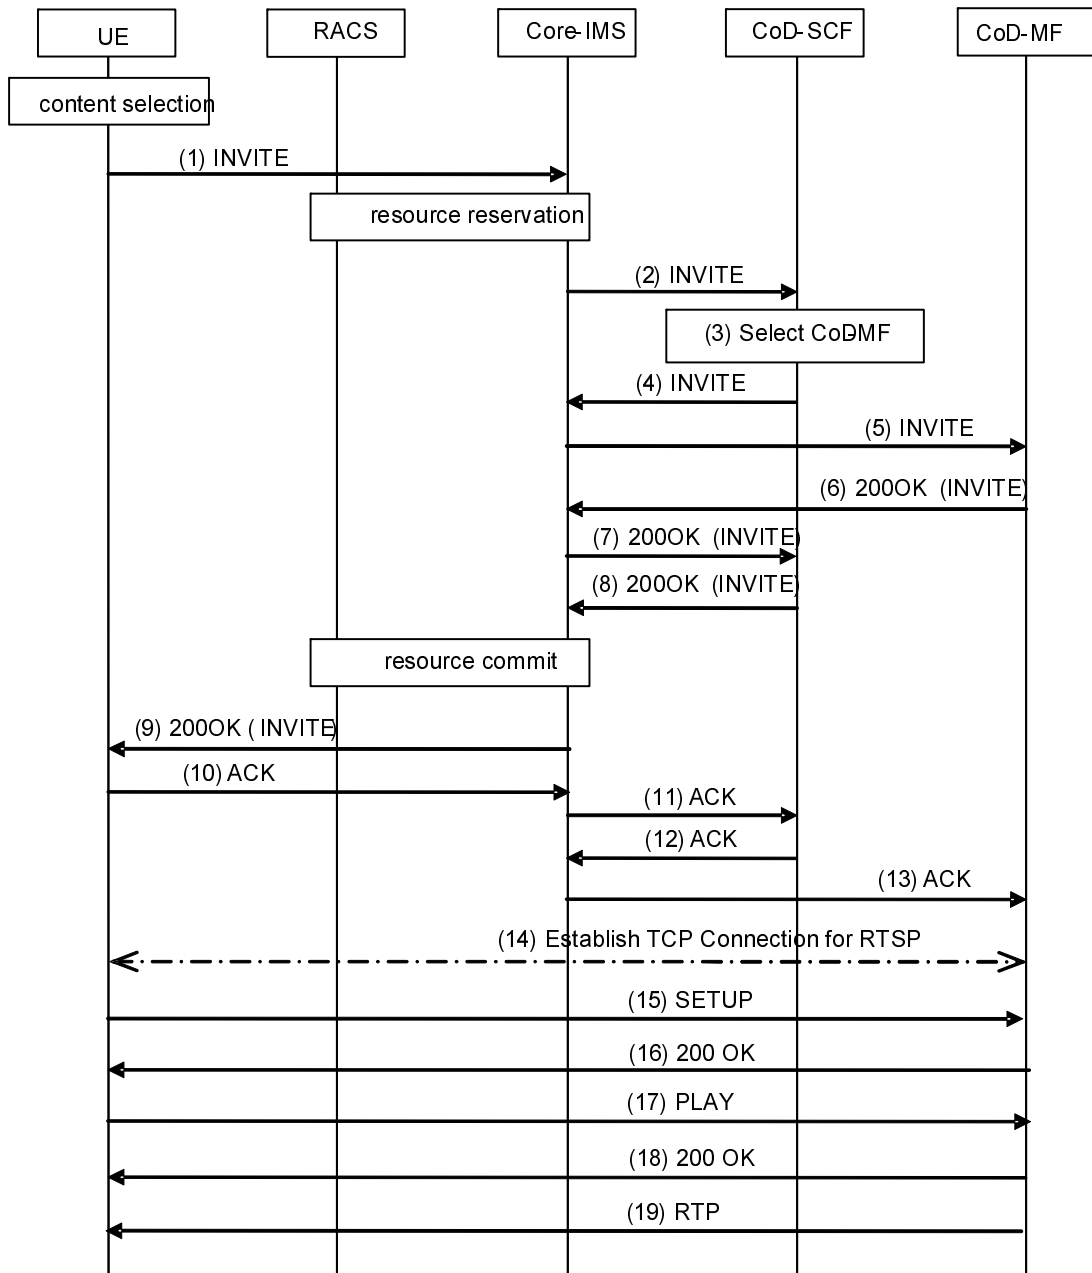 UE
RACS
Core-IMS
CoD-SCF
CoD-MF
content selection
(1) INVITE
resource reservation
(2) INVITE
(3) Select CoD-MF
(4) INVITE
(5) INVITE
(6) 200OK (INVITE)
(7) 200OK (INVITE)
(8) 200OK (INVITE)
resource commit
(9) 200OK ( INVITE)
(10) ACK
(11) ACK
(12) ACK
(13) ACK
(14) Establish TCP Connection for RTSP
(15) SETUP
(16) 200 OK
(17) PLAY
(18) 200 OK
(19) RTP